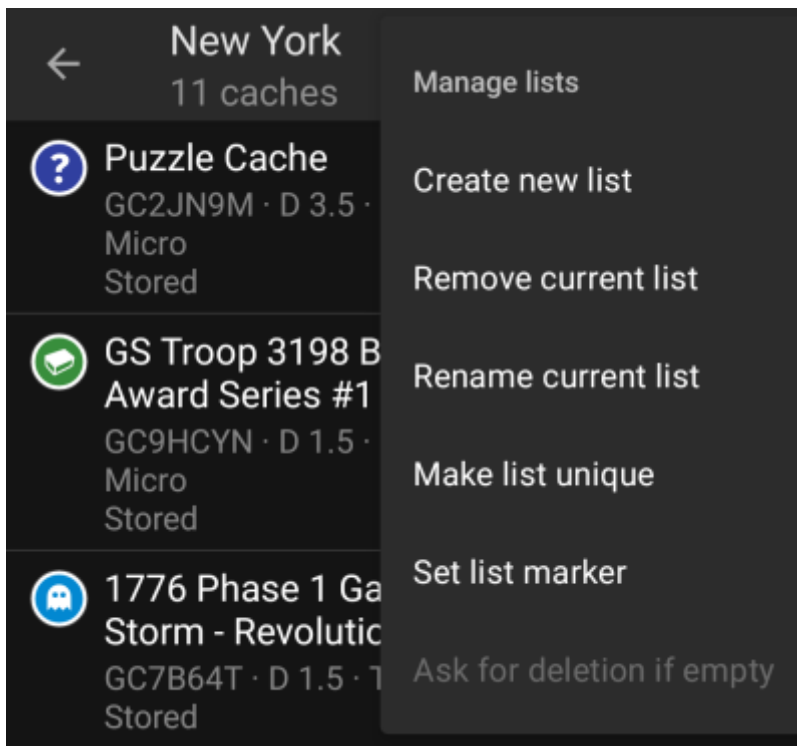 New York
11 caches
Puzzle Cache
GC2JN9M · D 3.5 ·
Micro
Stored
GS Troop 3198 B
Award Series #1
GC9HCYN · D 1.5 ·
Micro
Stored
1776 Phase 1 Ga
Storm - Revolutic
GC7B64T · D 1.5 · T
Stored
Manage lists
Create new list
Remove current list
Rename current list
Make list unique
Set list marker
Ask for deletion if empty